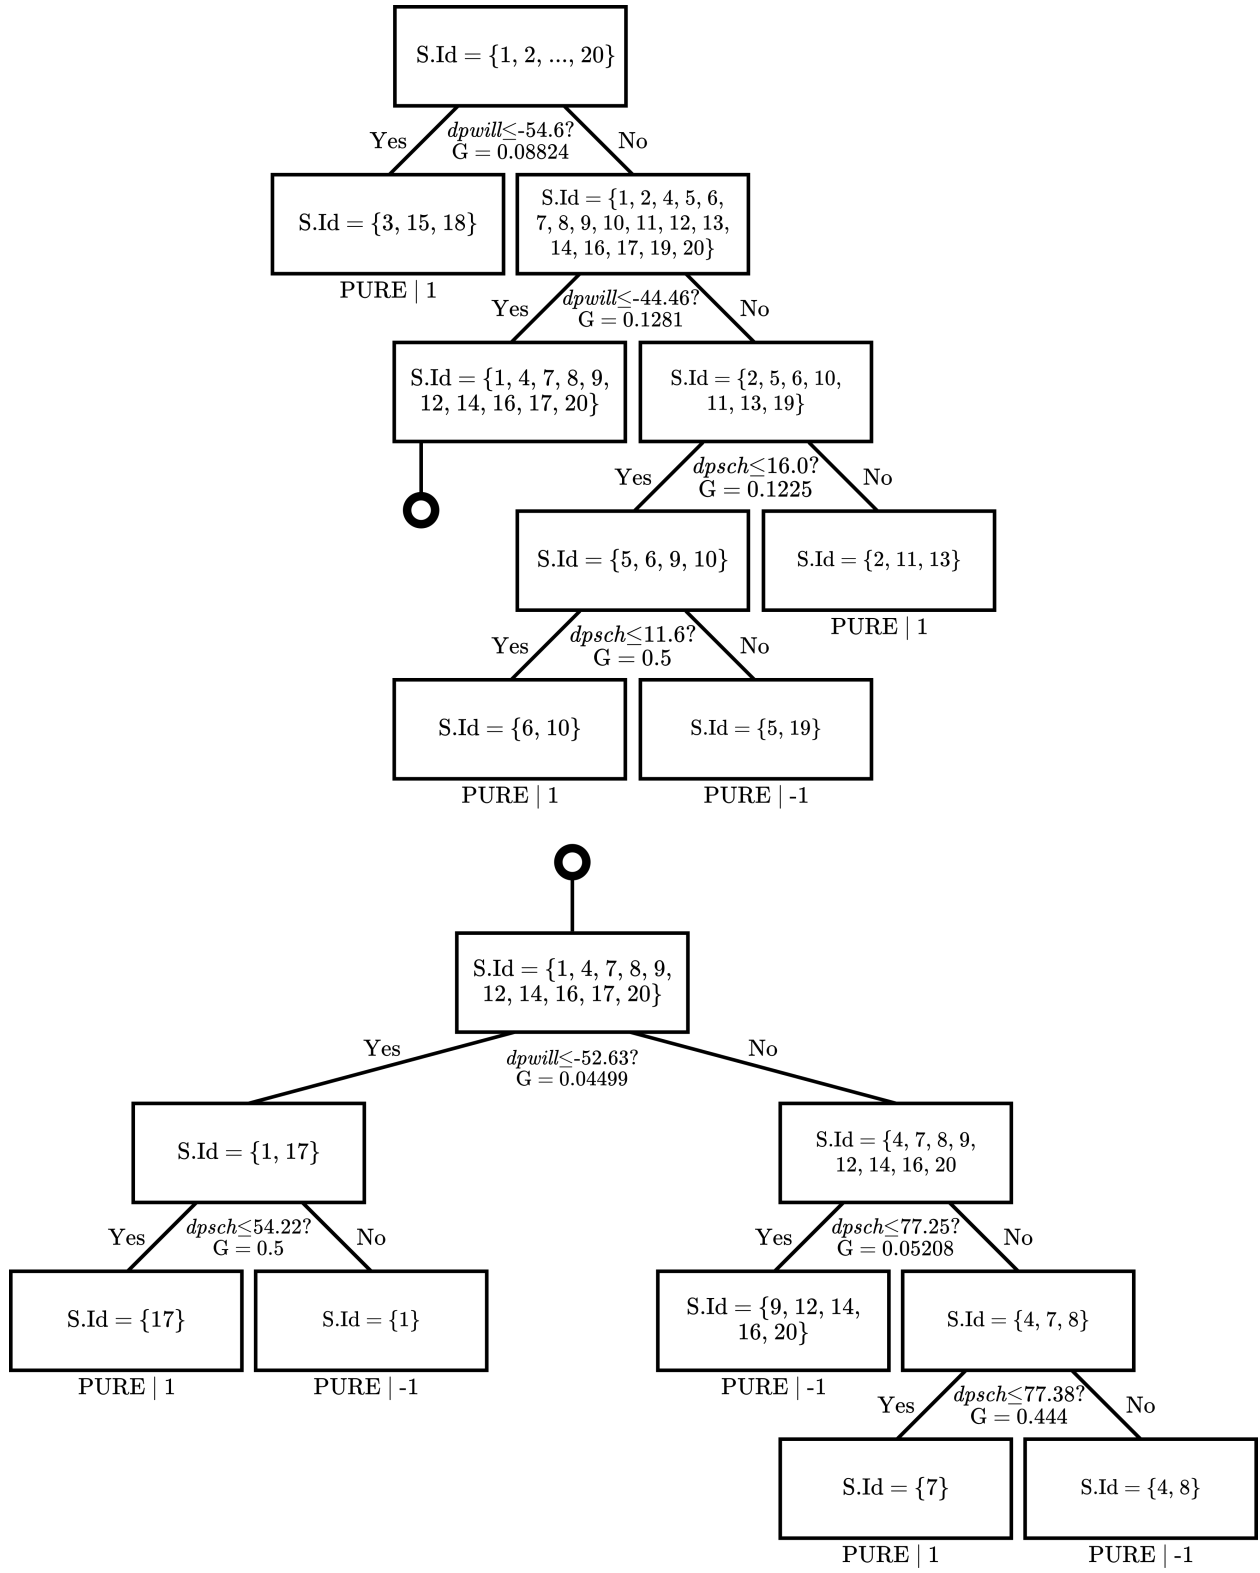 S.Id = {1, 2, ..., 20}
Yes
dpwill≤-54.6?
G = 0.08824
No
S.Id = {3, 15, 18}
PURE | 1
S.Id = {1, 2, 4, 5, 6,
7, 8, 9, 10, 11, 12, 13,
14, 16, 17, 19, 20}
Yes
dpwill≤-44.46?
G = 0.1281
No
S.Id = {1, 4, 7, 8, 9,
12, 14, 16, 17, 20}
S.Id = {2, 5, 6, 10,
11, 13, 19}
Yes
dpsch≤16.0?
G = 0.1225
No
S.Id = {5, 6, 9, 10}
S.Id = {2, 11, 13}
PURE | 1
Yes
dpsch≤11.6?
G = 0.5
No
S.Id = {6, 10}
PURE | 1
S.Id = {5, 19}
PURE | -1
S.Id = {1, 4, 7, 8, 9,
12, 14, 16, 17, 20}
Yes
dpwill≤-52.63?
G = 0.04499
No
S.Id = {1, 17}
S.Id = {4, 7, 8, 9,
12, 14, 16, 20
Yes
dpsch≤54.22?
G = 0.5
No
Yes
dpsch≤77.25?
G = 0.05208
No
S.Id = {17}
PURE | 1
S.Id = {1}
PURE | -1
S.Id = {9, 12, 14,
16, 20}
PURE | -1
S.Id = {4, 7, 8}
Yes
dpsch≤77.38?
G = 0.444
No
S.Id = {7}
PURE | 1
S.Id = {4, 8}
PURE | -1